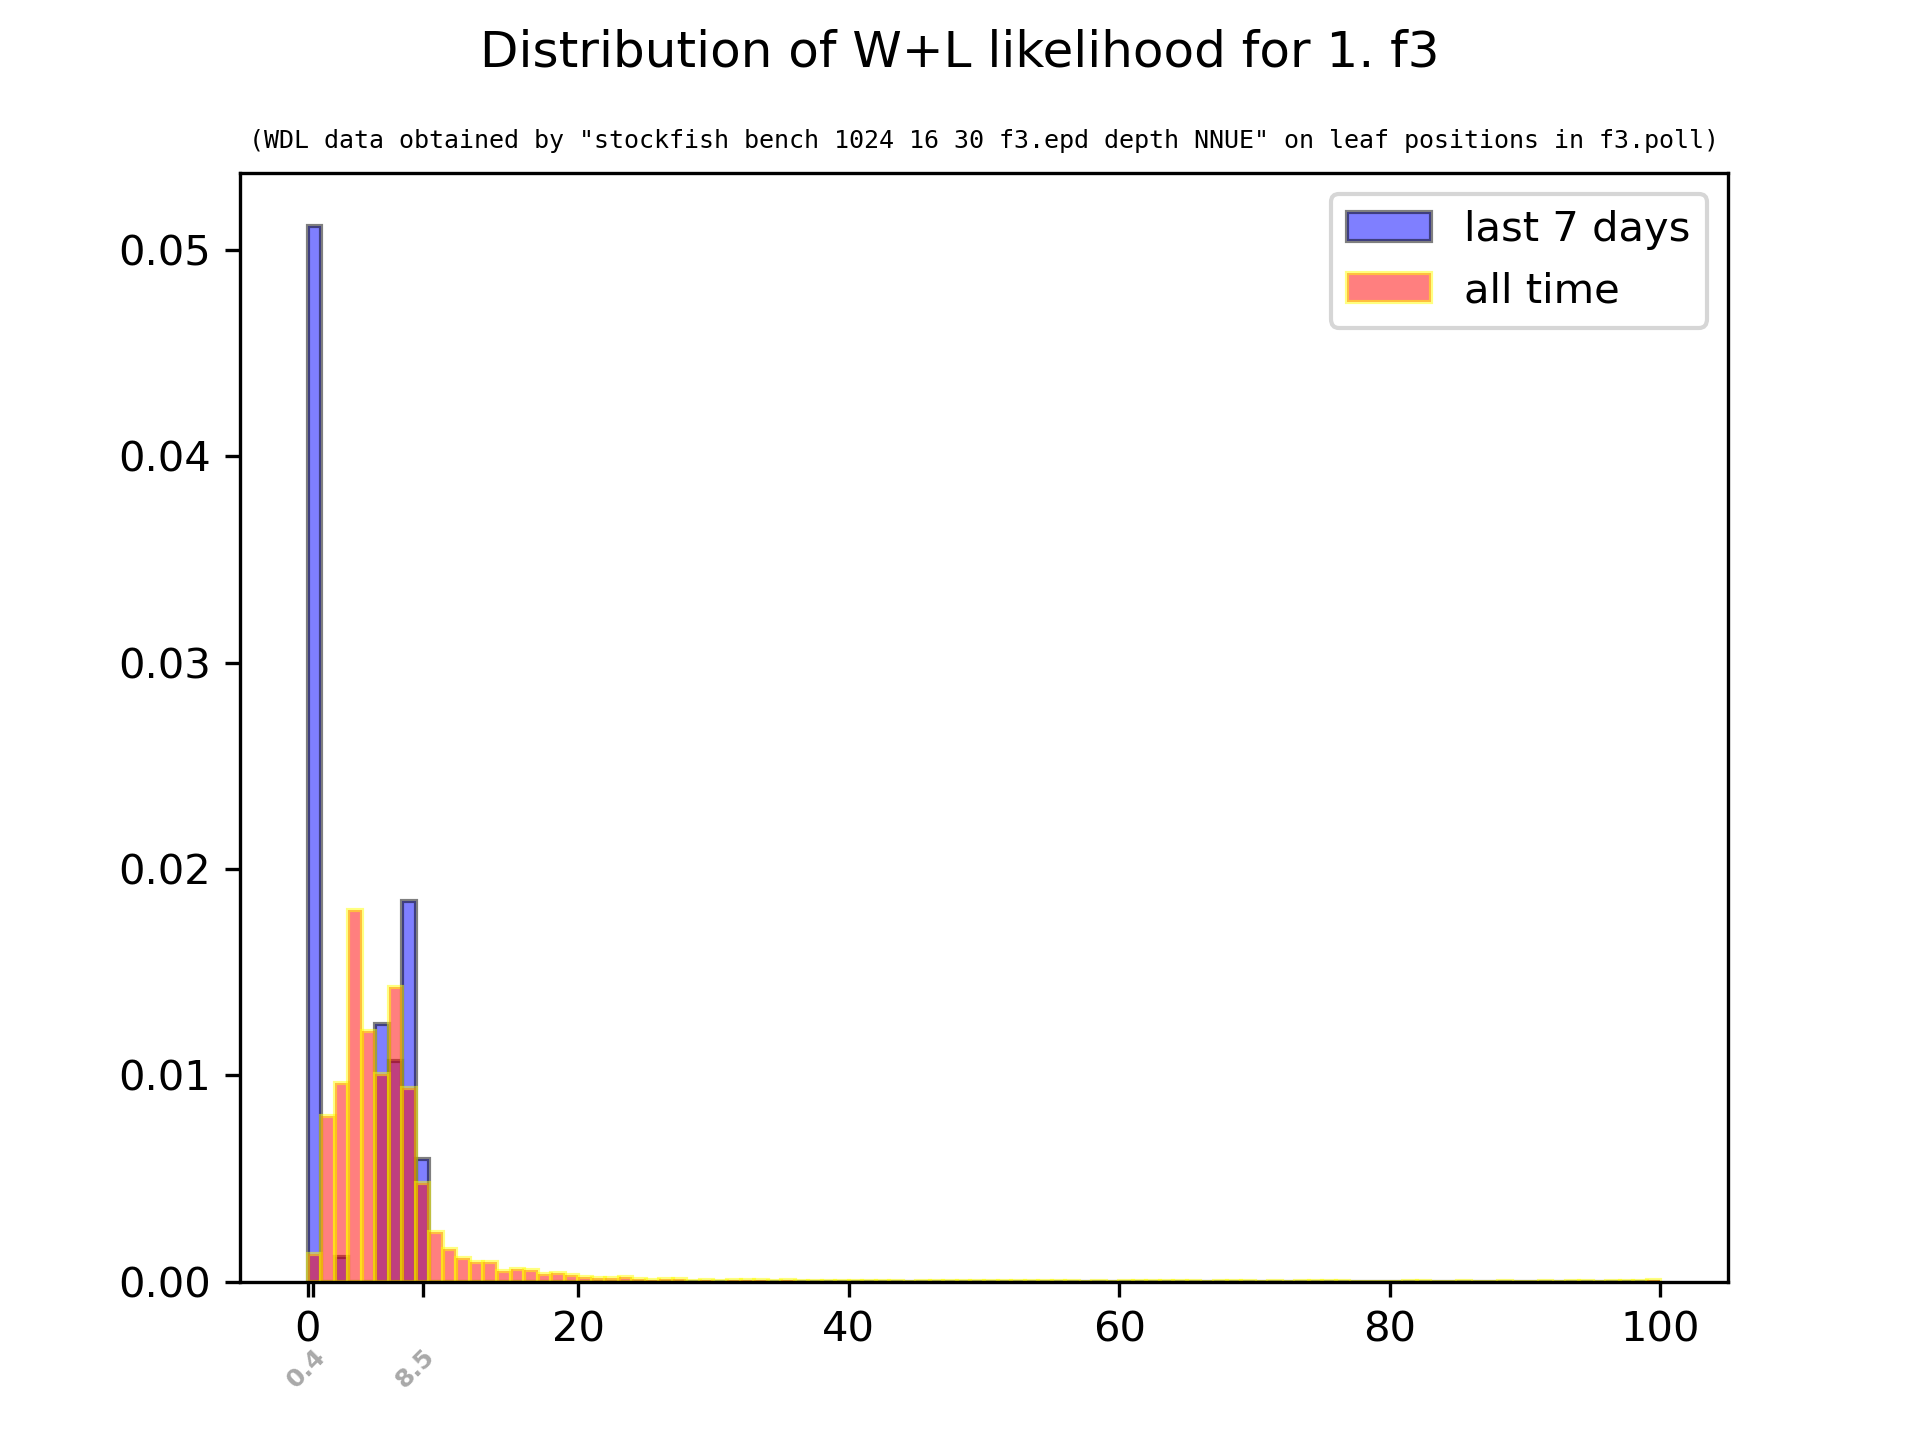 Distribution of W+L likelihood for 1. f3
(WDL data obtained by "stockfish bench 1024 16 30 f3.epd depth NNUE" on leaf positions in f3.poll)
last 7 days
all time
0.05
0.04
0.03
0.02
0.01
0.00
0 20 40 60 80 100
0.4 8.5